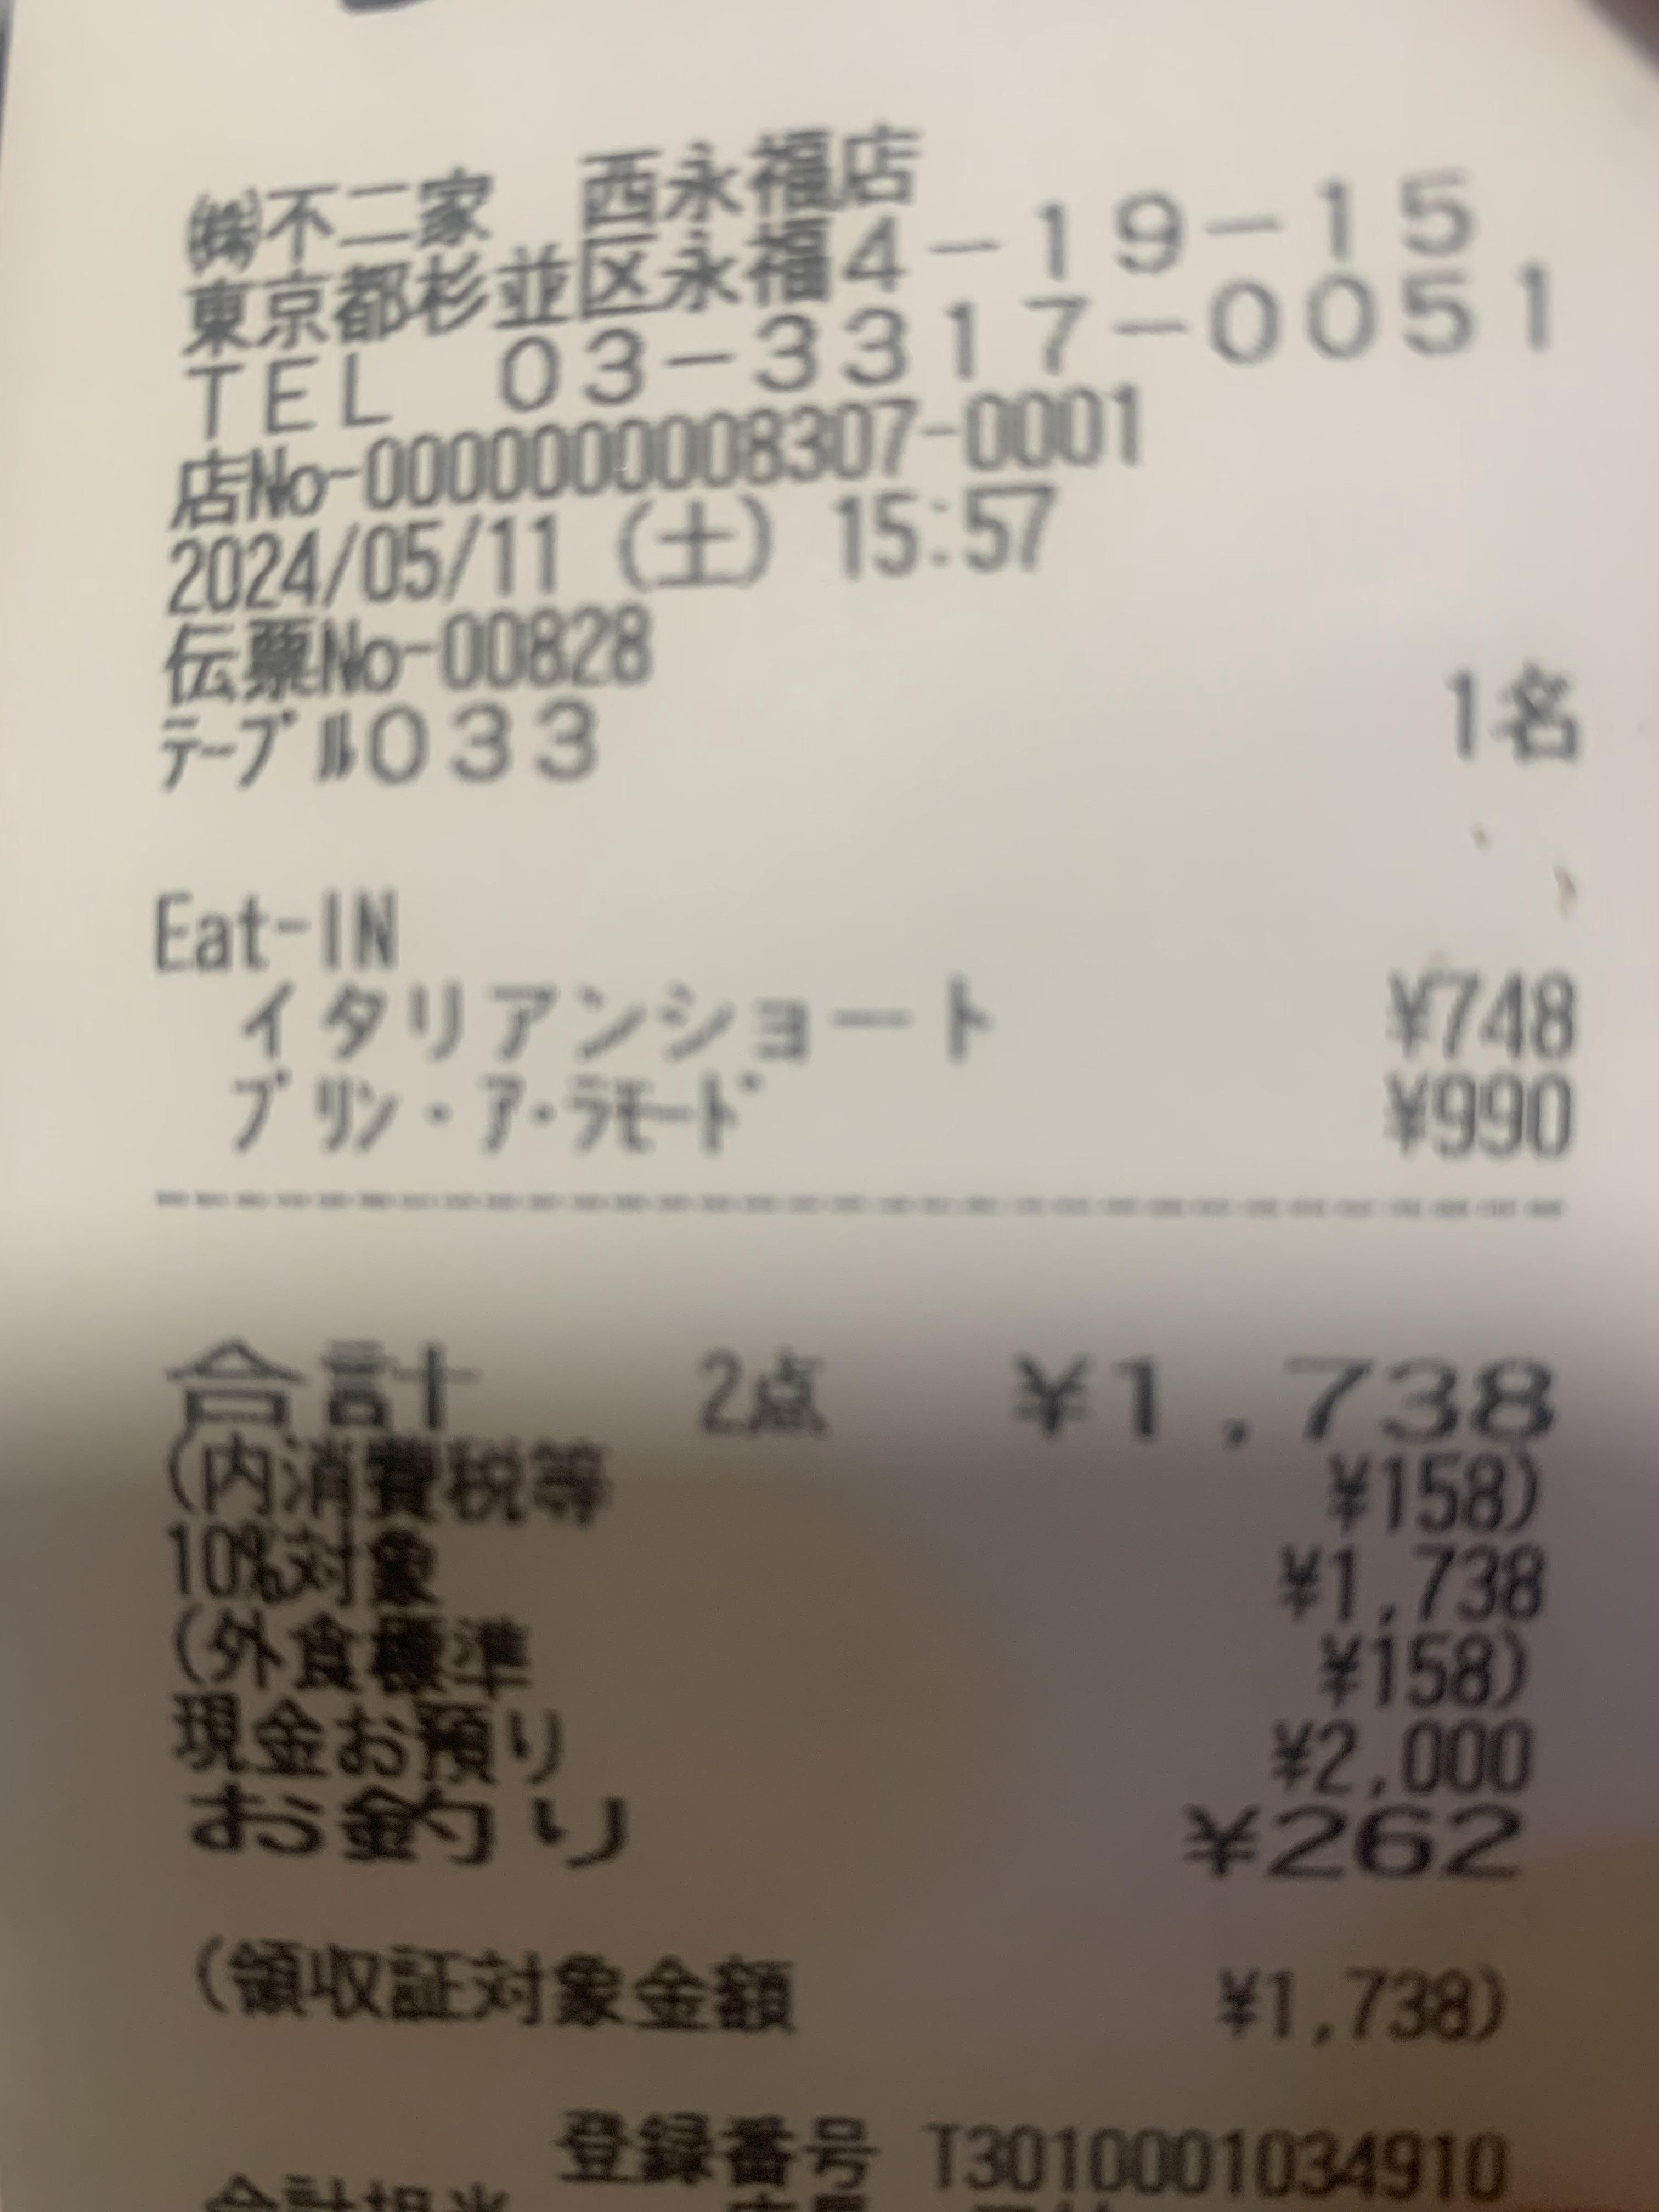 ㈱不二家　西永福店
東京都杉並区永福４－１９－１５
ＴＥＬ　０３－３３１７－００５１
店No-0000000008307-0001
2024/05/11（土）15:57
伝票No-00828
ﾃｰﾌﾞﾙ０３３ 1名
Eat-IN
イタリアンショート ¥748
ﾌﾟﾘﾝ・ｱ・ﾗﾓｰﾄﾞ ¥990
合計 2点 ¥1,738
(内消費税等 ¥158)
10%対象 ¥1,738
(外食標準 ¥158)
現金お預り ¥2,000
お釣り ¥262
(領収証対象金額 ¥1,738)
登録番号 T3010001034910
会計担当